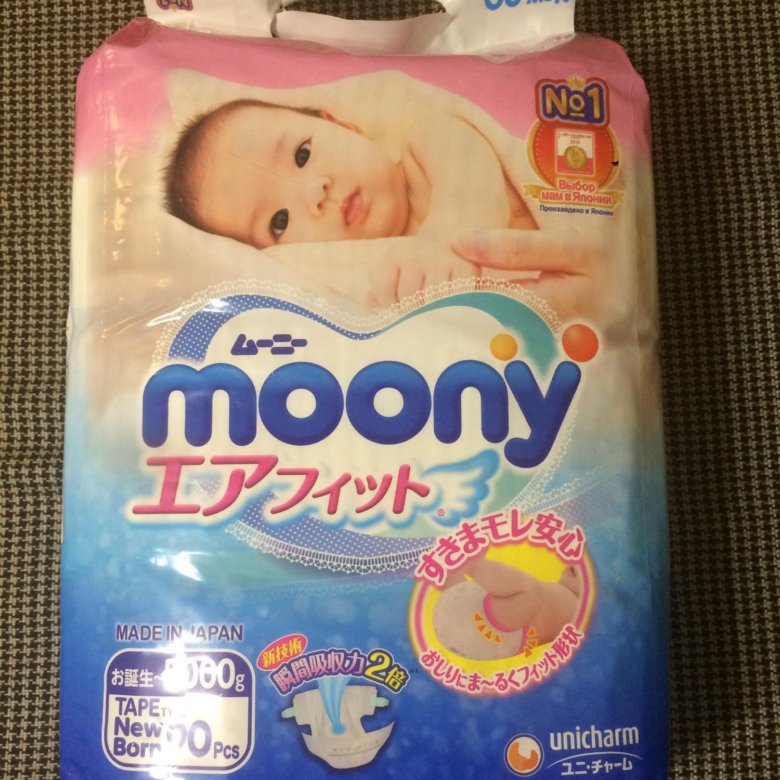 No1
Выбор
мам в Японии
Произведено в Японии
ムーニー
moony
エアフィット
すきまモレ安心
おしりにま〜るくフィット形状
MADE IN JAPAN
お誕生~5000g
TAPE
New
Born 90 Pcs
新技術
瞬間吸収力2倍
unicharm
ユニ・チャーム